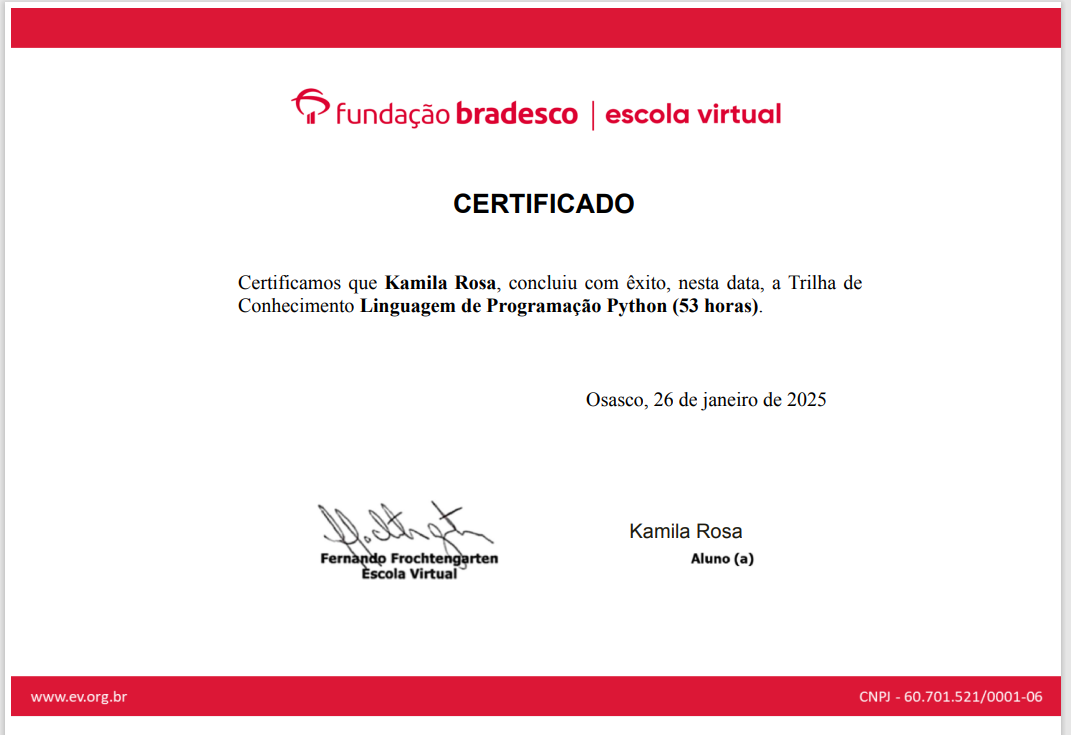 fundação bradesco | escola virtual
CERTIFICADO
Certificamos que Kamila Rosa, concluiu com êxito, nesta data, a Trilha de
Conhecimento Linguagem de Programação Python (53 horas).
Osasco, 26 de janeiro de 2025
Fernando Frochtengarten
Escola Virtual
Kamila Rosa
Aluno (a)
www.ev.org.br
CNPJ - 60.701.521/0001-06